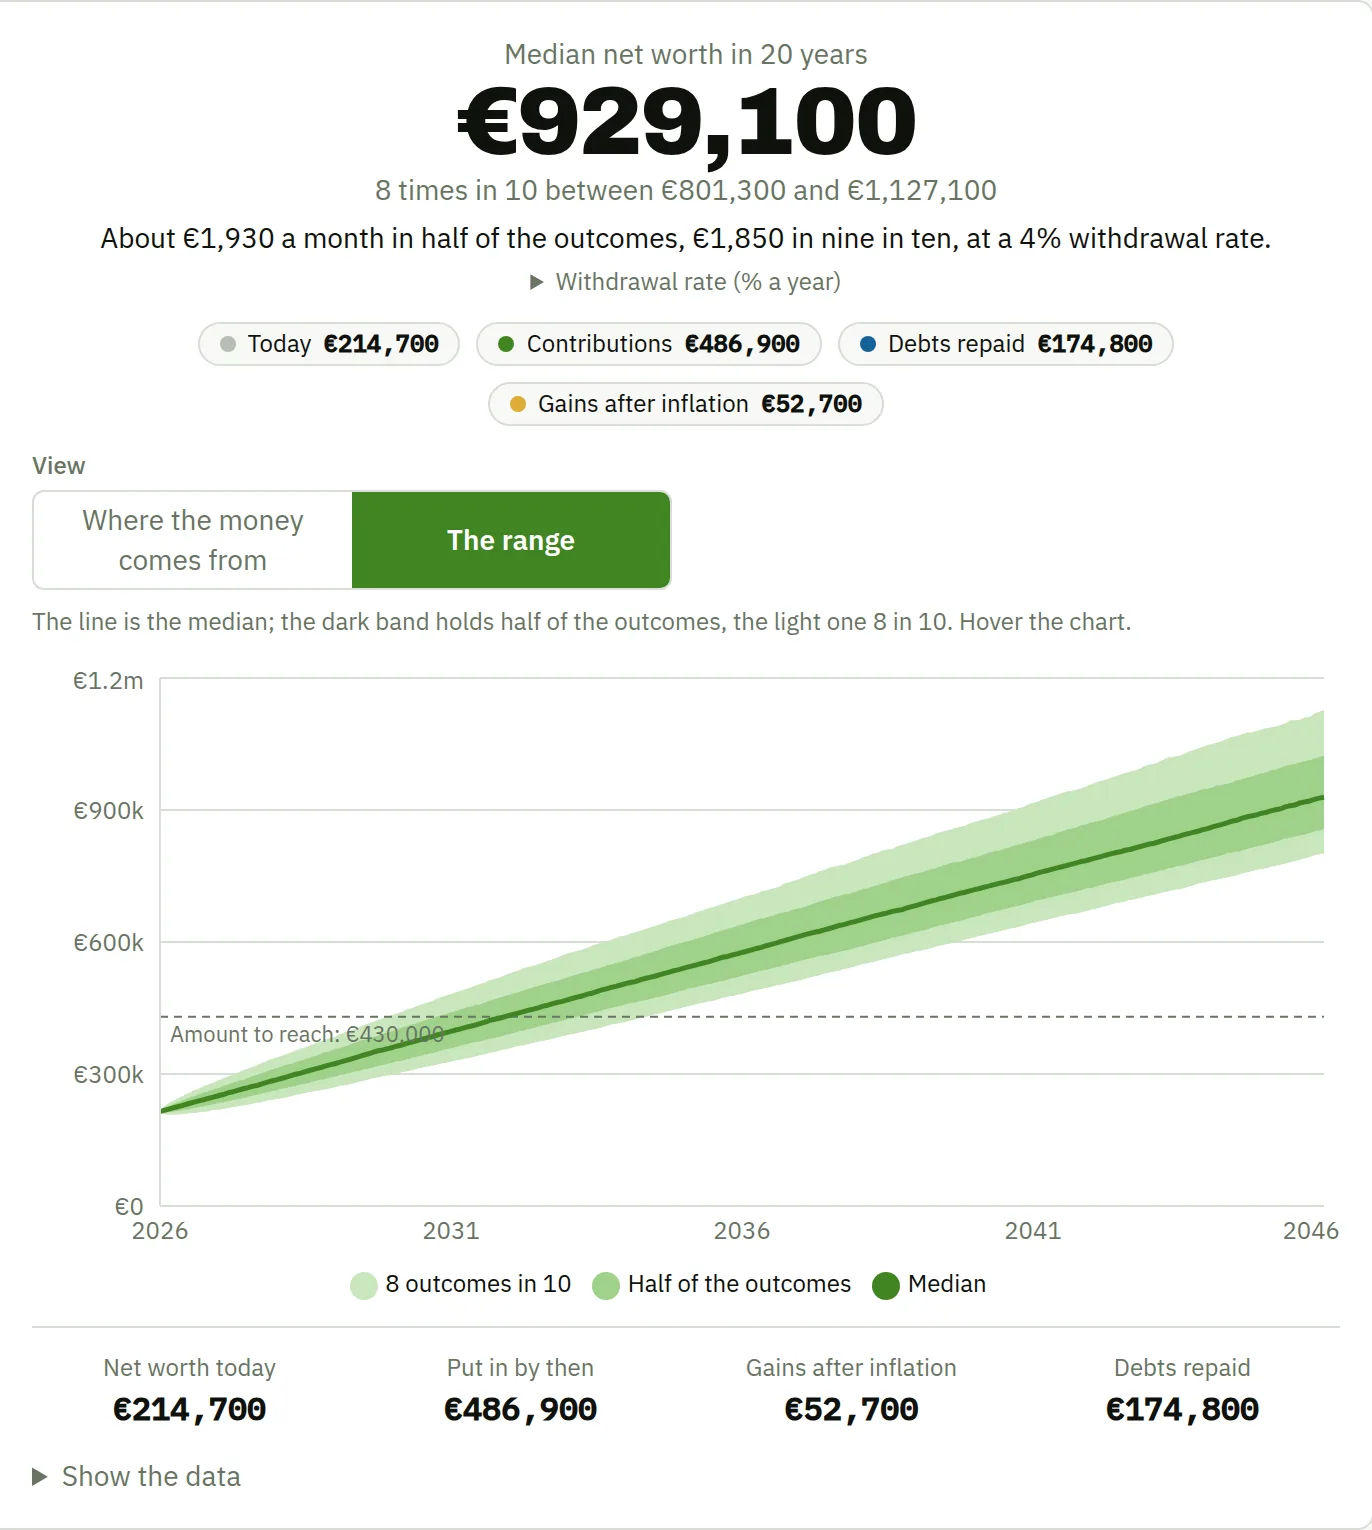 Median net worth in 20 years
€929,100
8 times in 10 between €801,300 and €1,127,100
About €1,930 a month in half of the outcomes, €1,850 in nine in ten, at a 4% withdrawal rate.
▶ Withdrawal rate (% a year)
Today €214,700
Contributions €486,900
Debts repaid €174,800
Gains after inflation €52,700
View
Where the money
comes from
The range
The line is the median; the dark band holds half of the outcomes, the light one 8 in 10. Hover the chart.
€1.2m
€900k
€600k
Amount to reach: €430,000
€300k
€0
2026 2031 2036 2041 2046
8 outcomes in 10 Half of the outcomes Median
Net worth today Put in by then Gains after inflation Debts repaid
€214,700 €486,900 €52,700 €174,800
▶ Show the data